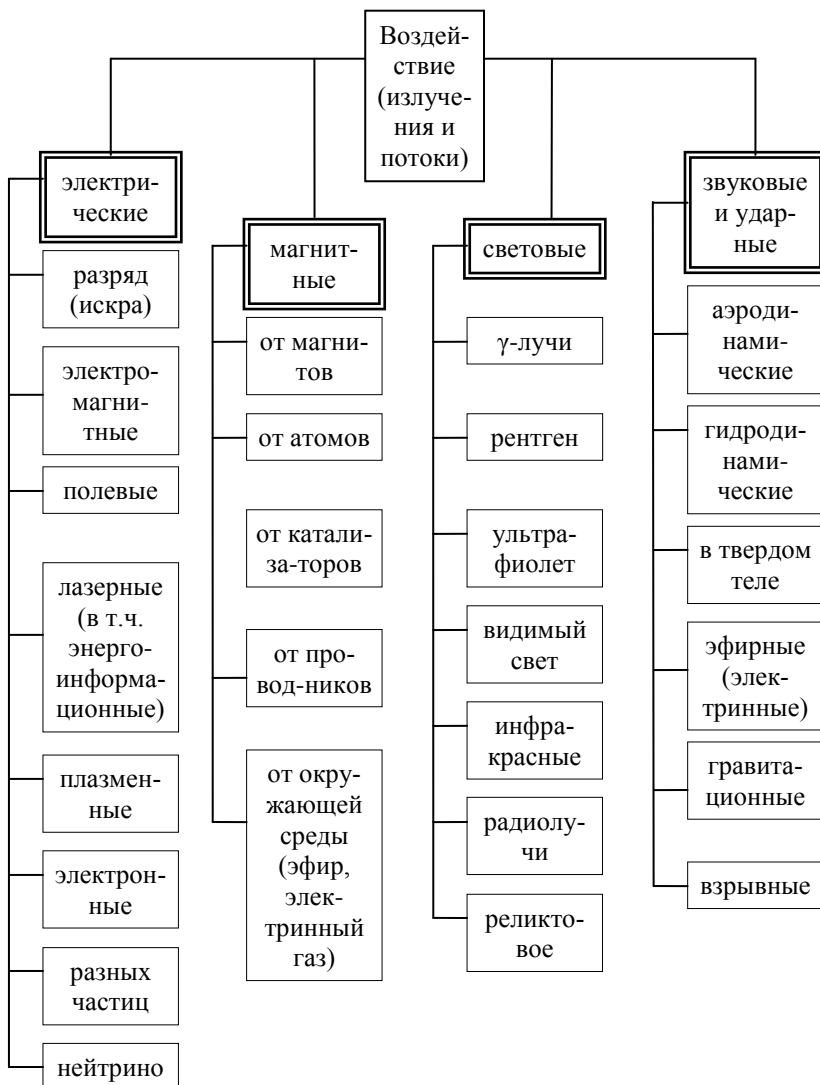 Воздей-
ствие
(излуче-
ния и
потоки)
электри-
ческие
разряд
(искра)
электро-
магни-
тные
полевые
лазерные
(в т.ч.
энерго-
информа-
ционные)
плазмен-
ные
электрон-
ные
разных
частиц
нейтрино
магнит-
ные
от магни-
тов
от атомов
от катали-
за-торов
от про-
вод-ников
от окру-
жающей
среды
(эфир,
элек-
тринный
газ)
световые
γ-лучи
рентген
ультра-
фиолет
видимый
свет
инфра-
красные
радиолу-
чи
реликто-
вое
звуковые
и удар-
ные
аэроди-
нами-
ческие
гидроди-
нами-
ческие
в твердом
теле
эфирные
(элек-
тринные)
гравита-
ционные
взрывные